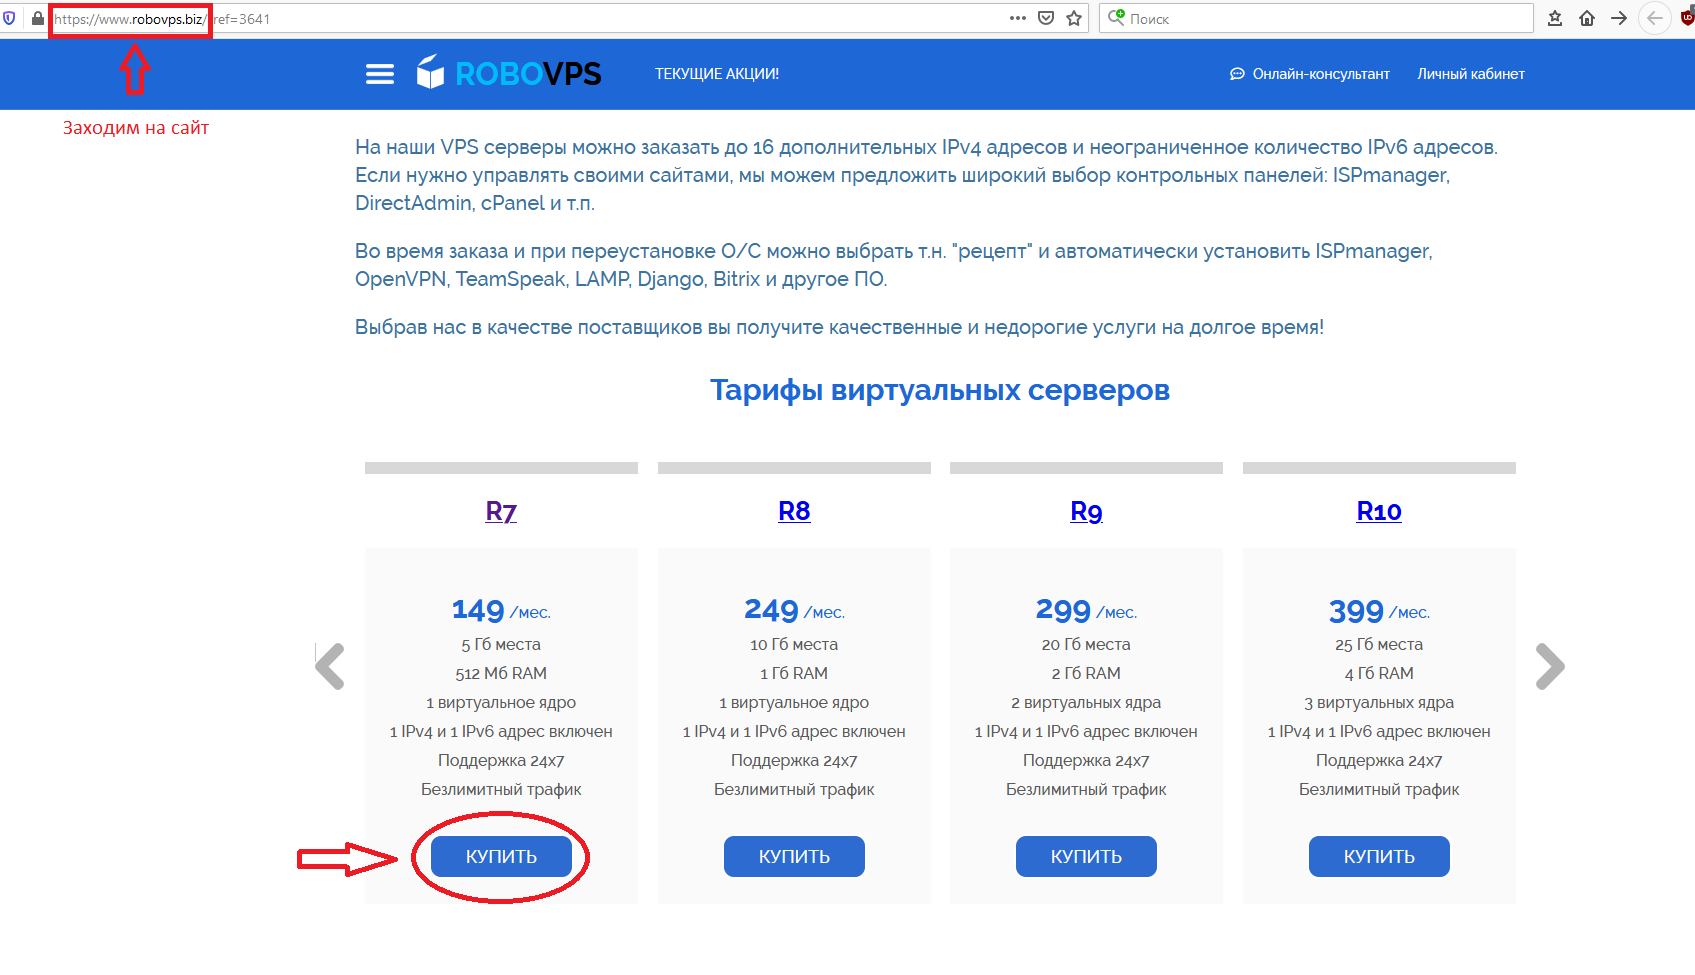 https://www.robovps.biz/?ref=3641
Поиск
ROBOVPS
ТЕКУЩИЕ АКЦИИ!
Онлайн-консультант
Личный кабинет
Заходим на сайт
На наши VPS серверы можно заказать до 16 дополнительных IPv4 адресов и неограниченное количество IPv6 адресов.
Если нужно управлять своими сайтами, мы можем предложить широкий выбор контрольных панелей: ISPmanager,
DirectAdmin, cPanel и т.п.
Во время заказа и при переустановке О/С можно выбрать т.н. "рецепт" и автоматически установить ISPmanager,
OpenVPN, TeamSpeak, LAMP, Django, Bitrix и другое ПО.
Выбрав нас в качестве поставщиков вы получите качественные и недорогие услуги на долгое время!
Тарифы виртуальных серверов
R7
149 /мес.
5 Гб места
512 Мб RAM
1 виртуальное ядро
1 IPv4 и 1 IPv6 адрес включен
Поддержка 24x7
Безлимитный трафик
КУПИТЬ
R8
249 /мес.
10 Гб места
1 Гб RAM
1 виртуальное ядро
1 IPv4 и 1 IPv6 адрес включен
Поддержка 24x7
Безлимитный трафик
КУПИТЬ
R9
299 /мес.
20 Гб места
2 Гб RAM
2 виртуальных ядра
1 IPv4 и 1 IPv6 адрес включен
Поддержка 24x7
Безлимитный трафик
КУПИТЬ
R10
399 /мес.
25 Гб места
4 Гб RAM
3 виртуальных ядра
1 IPv4 и 1 IPv6 адрес включен
Поддержка 24x7
Безлимитный трафик
КУПИТЬ